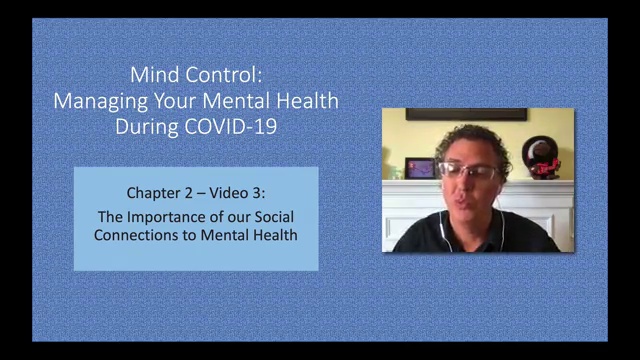 Mind Control:
Managing Your Mental Health
During COVID-19
Chapter 2 – Video 3:
The Importance of our Social
Connections to Mental Health